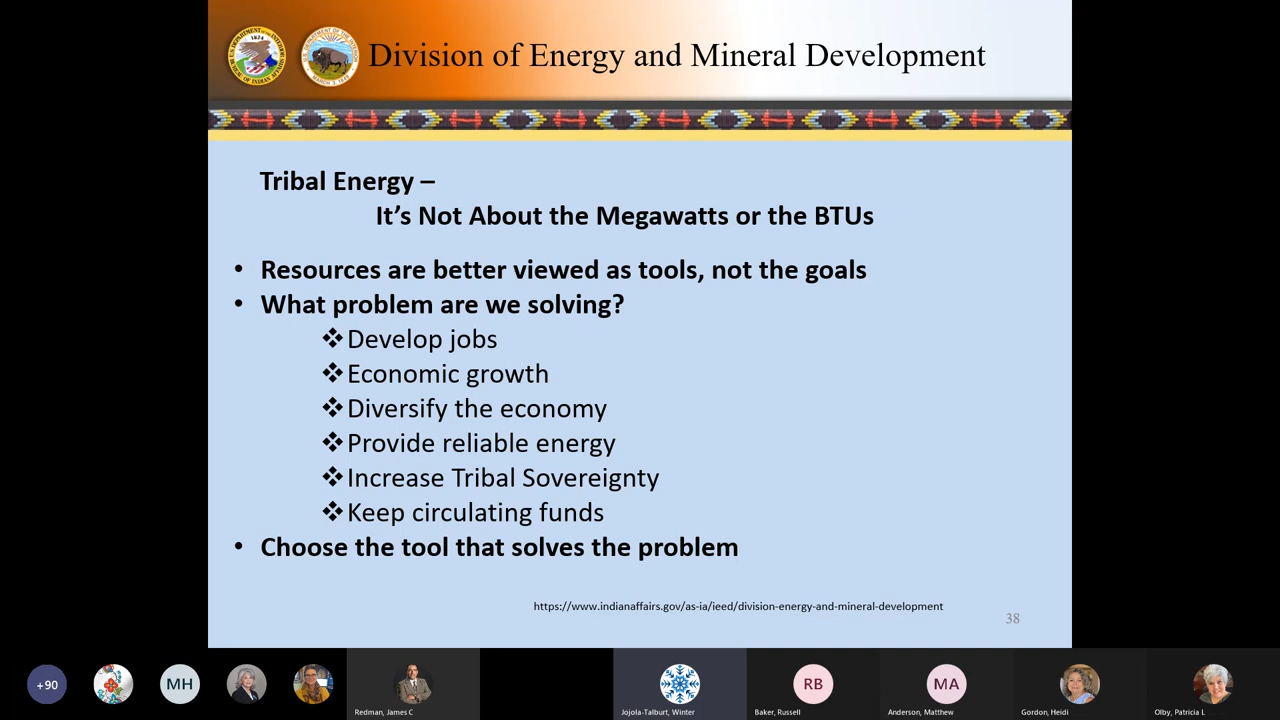 Division of Energy and Mineral Development
Tribal Energy –
It's Not About the Megawatts or the BTUs
• Resources are better viewed as tools, not the goals
• What problem are we solving?
❖Develop jobs
❖Economic growth
❖Diversify the economy
❖Provide reliable energy
❖Increase Tribal Sovereignty
❖Keep circulating funds
• Choose the tool that solves the problem
https://www.indianaffairs.gov/as-ia/ieed/division-energy-and-mineral-development
38
+90
MH
RB
MA
Redman, James C
Jojola-Talburt, Winter
Baker, Russell
Anderson, Matthew
Gordon, Heidi
Olby, Patricia L